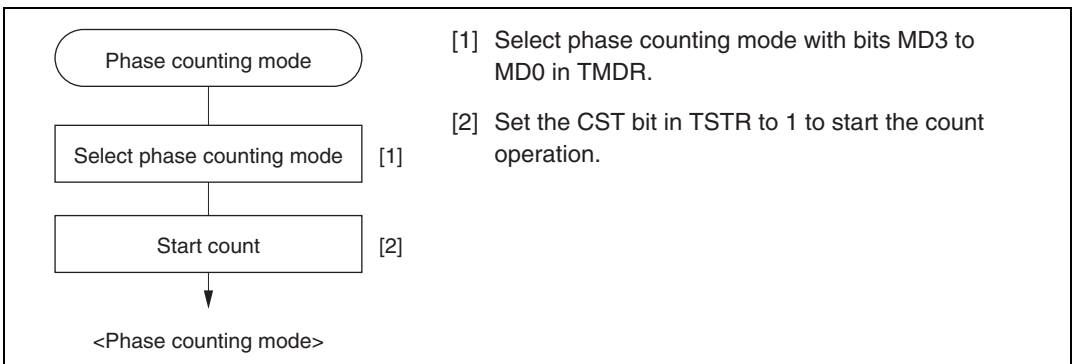 Phase counting mode
Select phase counting mode [1]
Start count [2]
<Phase counting mode>
[1] Select phase counting mode with bits MD3 to
MD0 in TMDR.
[2] Set the CST bit in TSTR to 1 to start the count
operation.